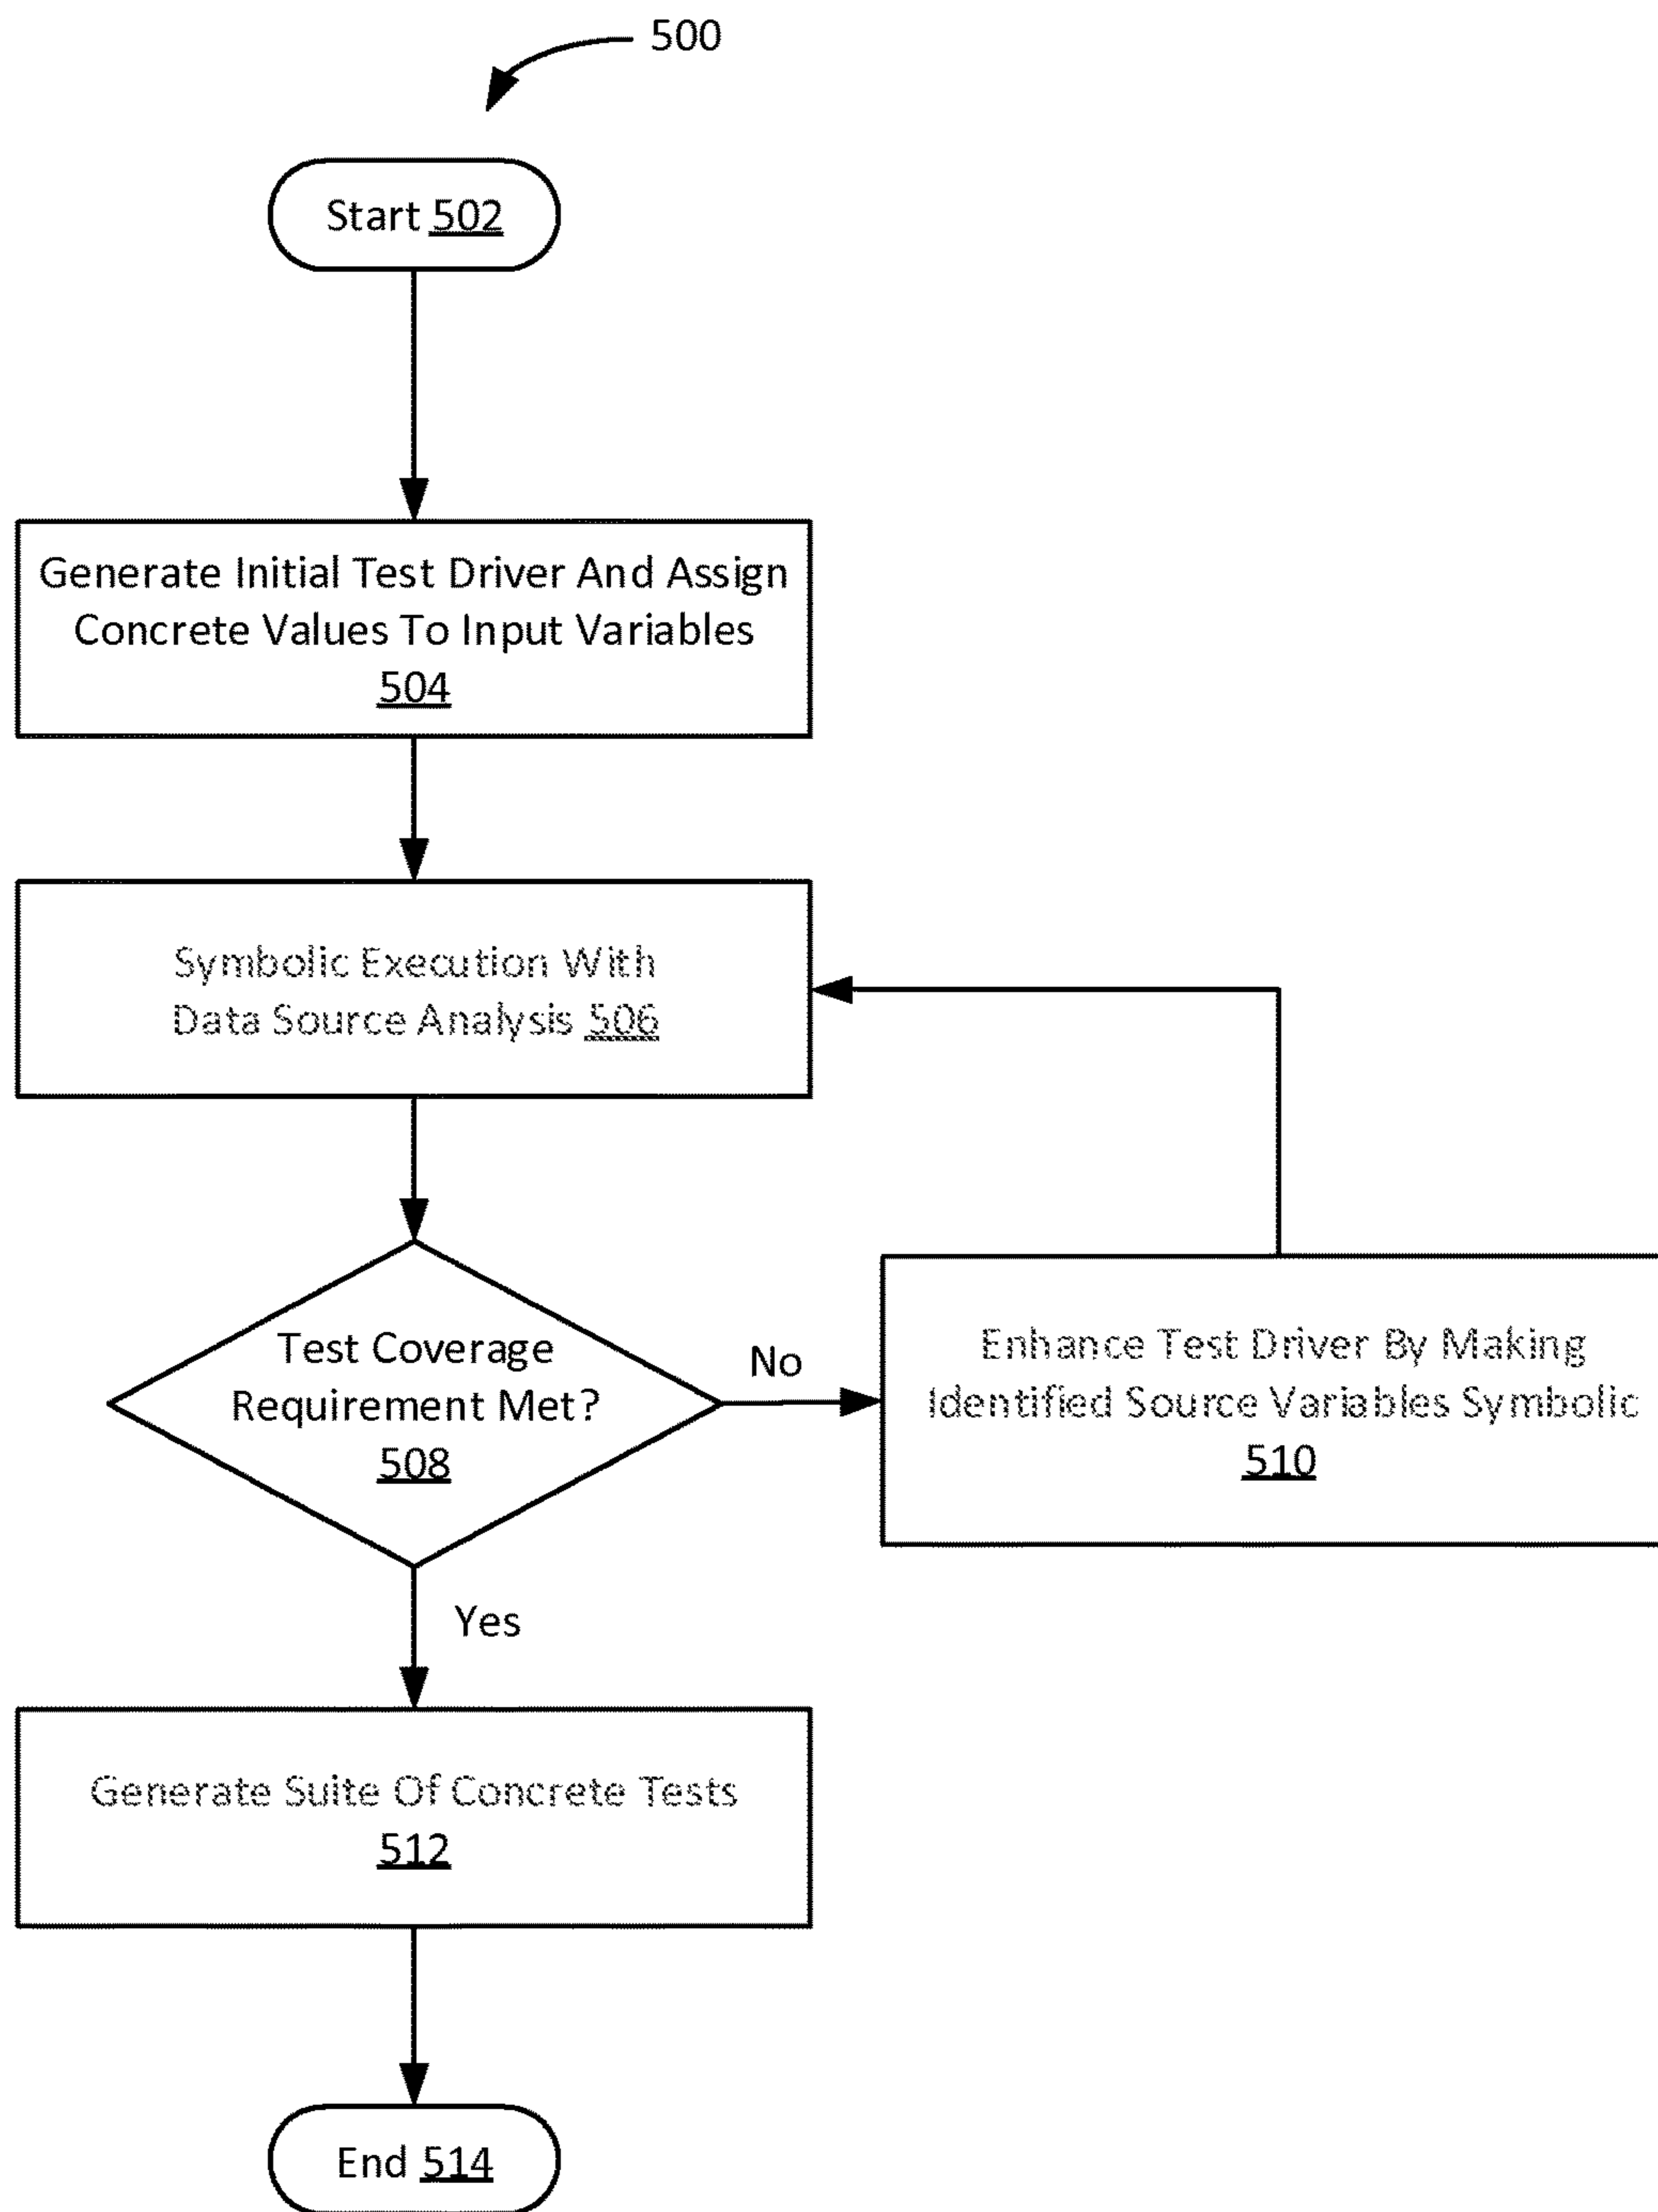 500
Start 502
Generate Initial Test Driver And Assign
Concrete Values To Input Variables
504
Symbolic Execution With
Data Source Analysis 506
Test Coverage
Requirement Met?
508
No
Enhance Test Driver By Making
Identified Source Variables Symbolic
510
Yes
Generate Suite Of Concrete Tests
512
End 514